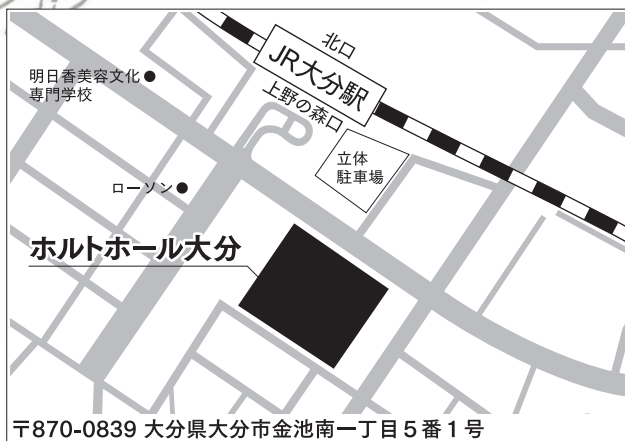 北口
JR大分駅
上野の森口
明日香美容文化
専門学校
立体
駐車場
ローソン
ホルトホール大分
〒870-0839 大分県大分市金池南一丁目5番1号